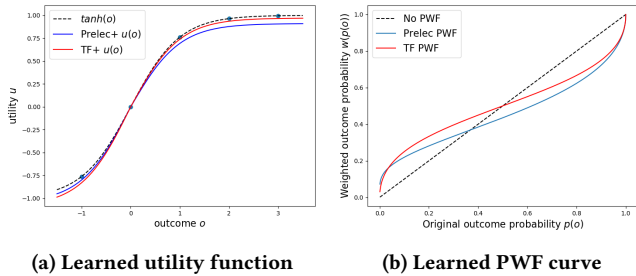 tanh(o)
Prelec+ u(o)
TF+ u(o)
1.00
0.75
0.50
0.25
0.00
−0.25
−0.50
−0.75
−1.00
utility u
−1
0
1
2
3
outcome o
(a) Learned utility function
No PWF
Prelec PWF
TF PWF
1.0
0.8
0.6
0.4
0.2
0.0
Weighted outcome probability w(p(o))
0.0
0.2
0.4
0.6
0.8
1.0
Original outcome probability p(o)
(b) Learned PWF curve